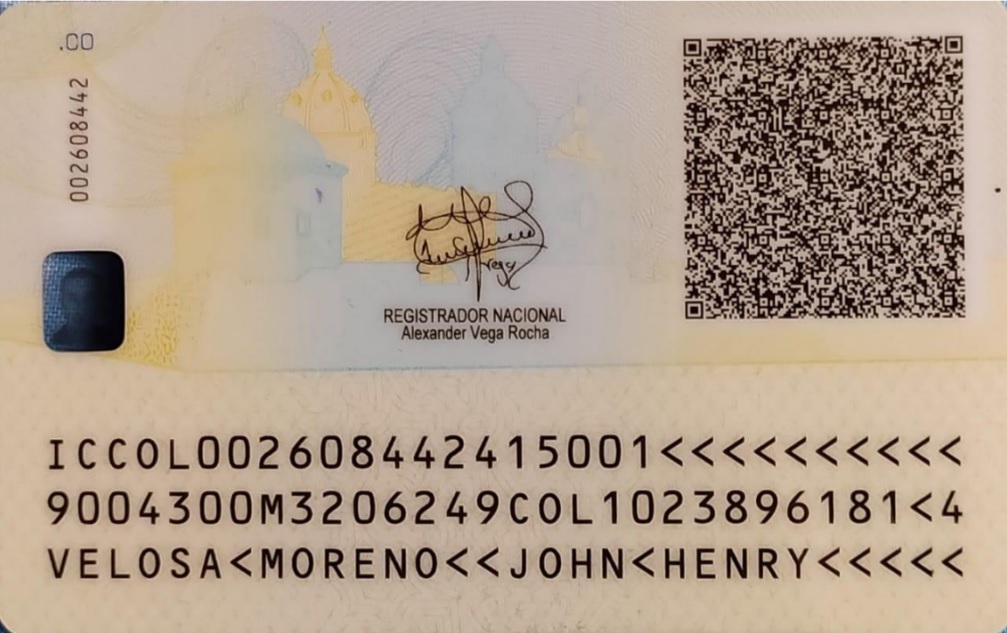 .CO
002608442
REGISTRADOR NACIONAL
Alexander Vega Rocha
ICCOL002608442415001<<<<<<<<<<
9004300M3206249COL1023896181<4
VELOSA<MORENO<<JOHN<HENRY<<<<<